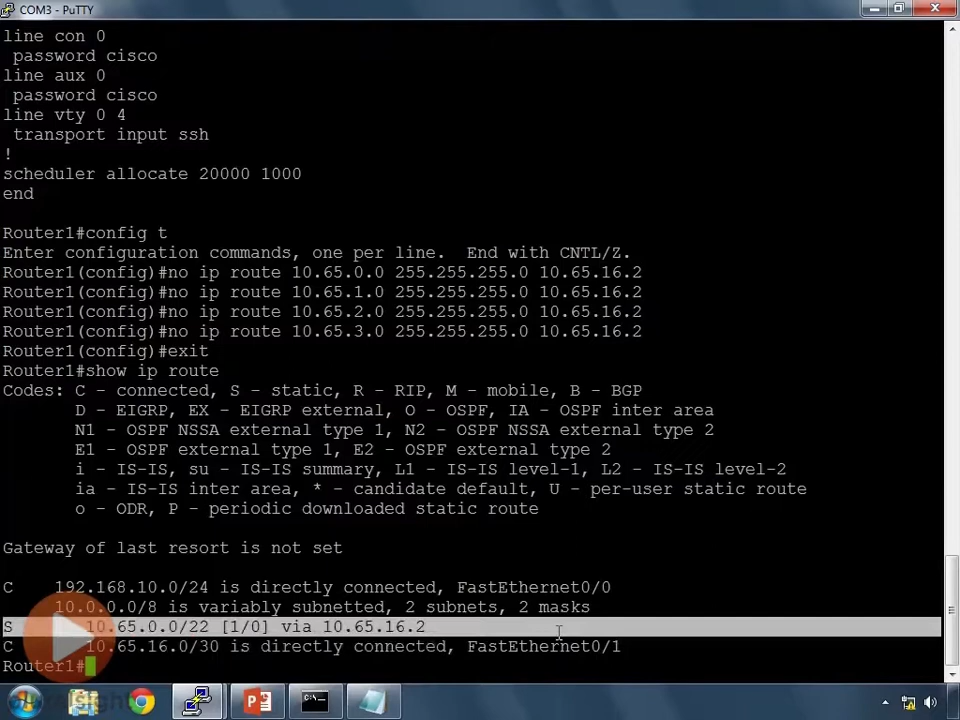 COM3 - PuTTY
line con 0
 password cisco
line aux 0
 password cisco
line vty 0 4
 transport input ssh
!
scheduler allocate 20000 1000
end
Router1#config t
Enter configuration commands, one per line.  End with CNTL/Z.
Router1(config)#no ip route 10.65.0.0 255.255.255.0 10.65.16.2
Router1(config)#no ip route 10.65.1.0 255.255.255.0 10.65.16.2
Router1(config)#no ip route 10.65.2.0 255.255.255.0 10.65.16.2
Router1(config)#no ip route 10.65.3.0 255.255.255.0 10.65.16.2
Router1(config)#exit
Router1#show ip route
Codes: C - connected, S - static, R - RIP, M - mobile, B - BGP
       D - EIGRP, EX - EIGRP external, O - OSPF, IA - OSPF inter area
       N1 - OSPF NSSA external type 1, N2 - OSPF NSSA external type 2
       E1 - OSPF external type 1, E2 - OSPF external type 2
       i - IS-IS, su - IS-IS summary, L1 - IS-IS level-1, L2 - IS-IS level-2
       ia - IS-IS inter area, * - candidate default, U - per-user static route
       o - ODR, P - periodic downloaded static route
Gateway of last resort is not set
C    192.168.10.0/24 is directly connected, FastEthernet0/0
     10.0.0.0/8 is variably subnetted, 2 subnets, 2 masks
S       10.65.0.0/22 [1/0] via 10.65.16.2
C       10.65.16.0/30 is directly connected, FastEthernet0/1
Router1#
pluralsight